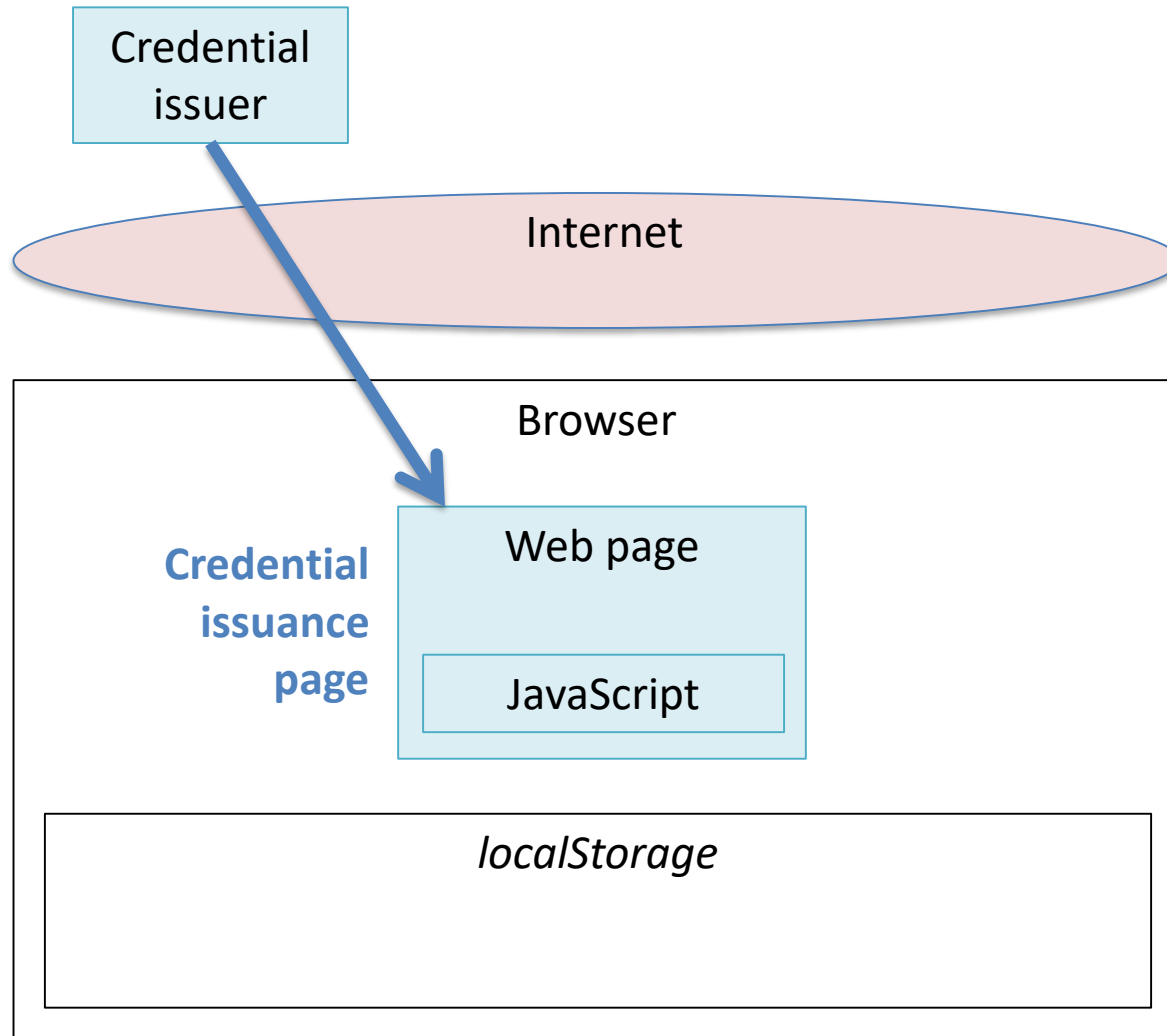 Credential
issuer
Internet
Browser
Web page
Credential
issuance
page
JavaScript
localStorage